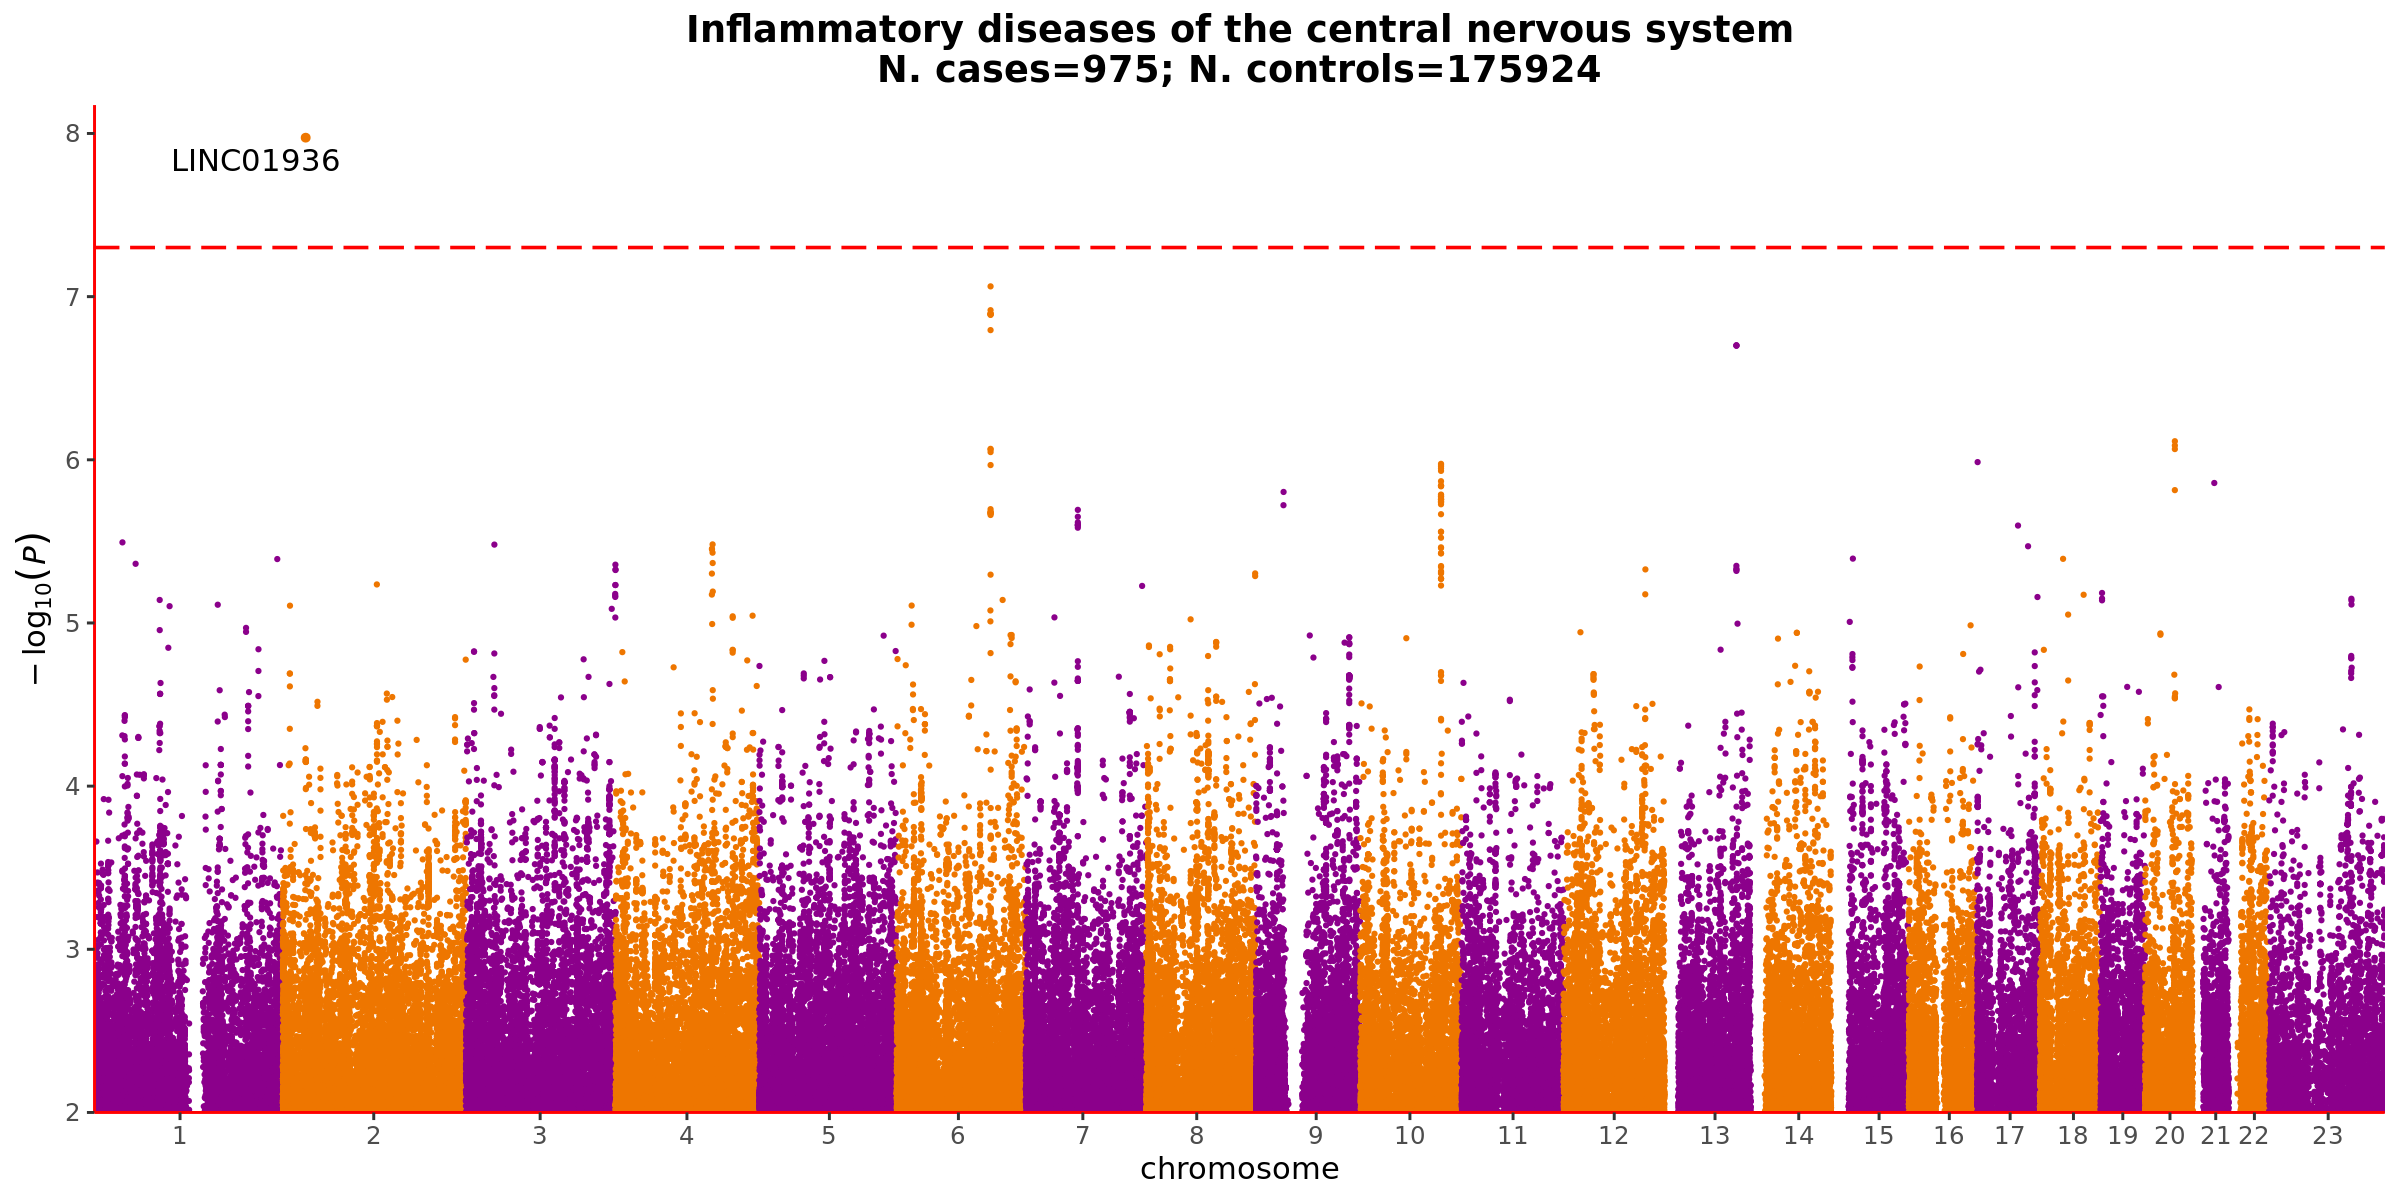 Inflammatory diseases of the central nervous system
N. cases=975; N. controls=175924
8
LINC01936
7
6
5
4
3
2
−log10(P)
1 2 3 4 5 6 7 8 9 10 11 12 13 14 15 16 17 18 19 20 21 22 23
chromosome